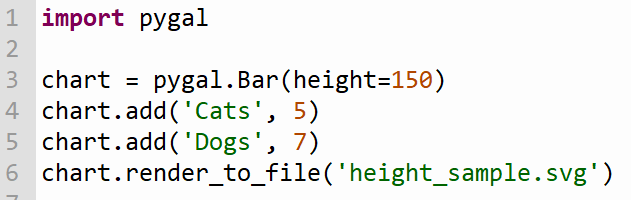 1 import pygal
2
3 chart = pygal.Bar(height=150)
4 chart.add('Cats', 5)
5 chart.add('Dogs', 7)
6 chart.render_to_file('height_sample.svg')